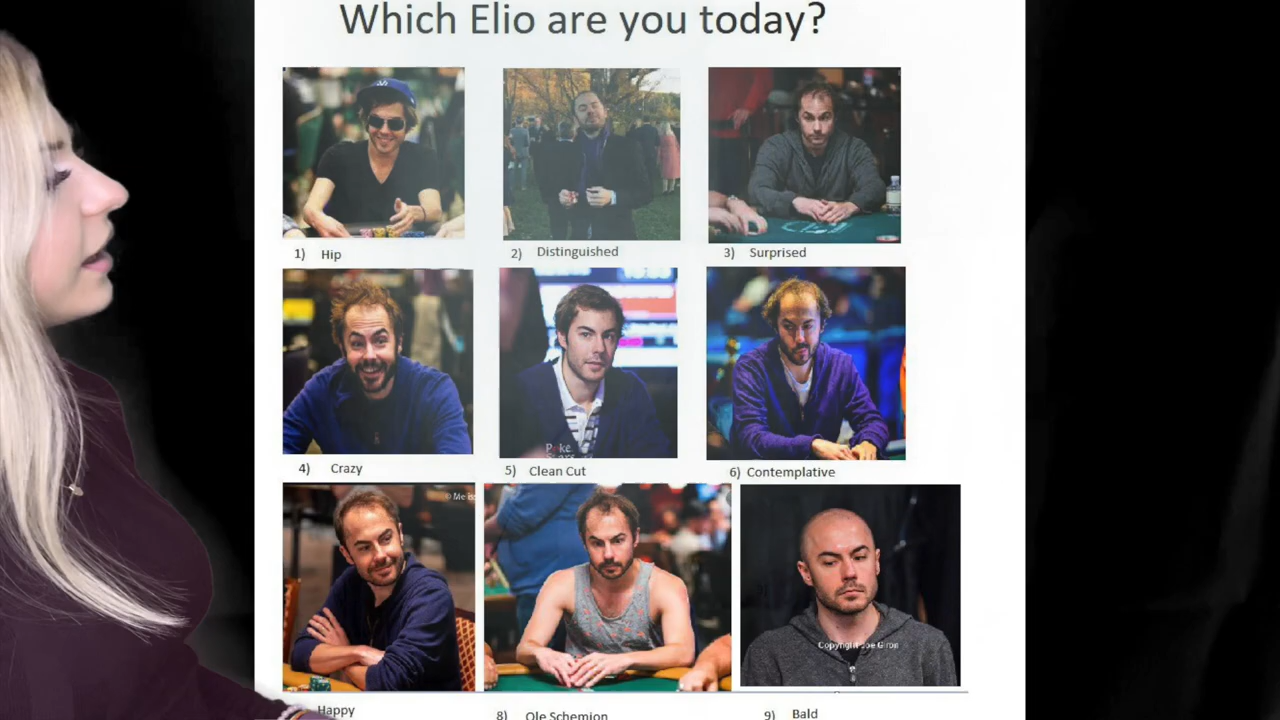 Which Elio are you today?
1) Hip
2) Distinguished
3) Surprised
4) Crazy
5) Clean Cut
6) Contemplative
© Me
Happy
8) Ole Schemion
9) Bald
Copyright Joe Giron